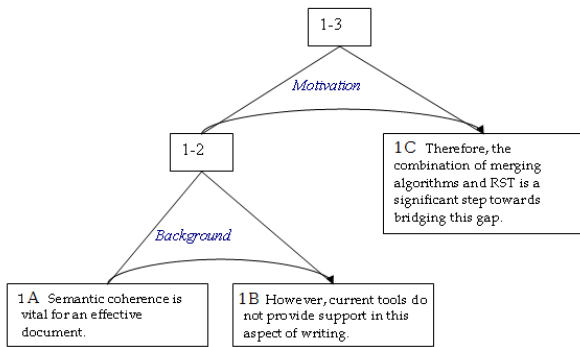 1-3
Motivation
1-2
1C Therefore, the
combination of merging
algorithms and RST is a
significant step towards
bridging this gap.
Background
1A Semantic coherence is
vital for an effective
document.
1B However, current tools do
not provide support in this
aspect of writing.